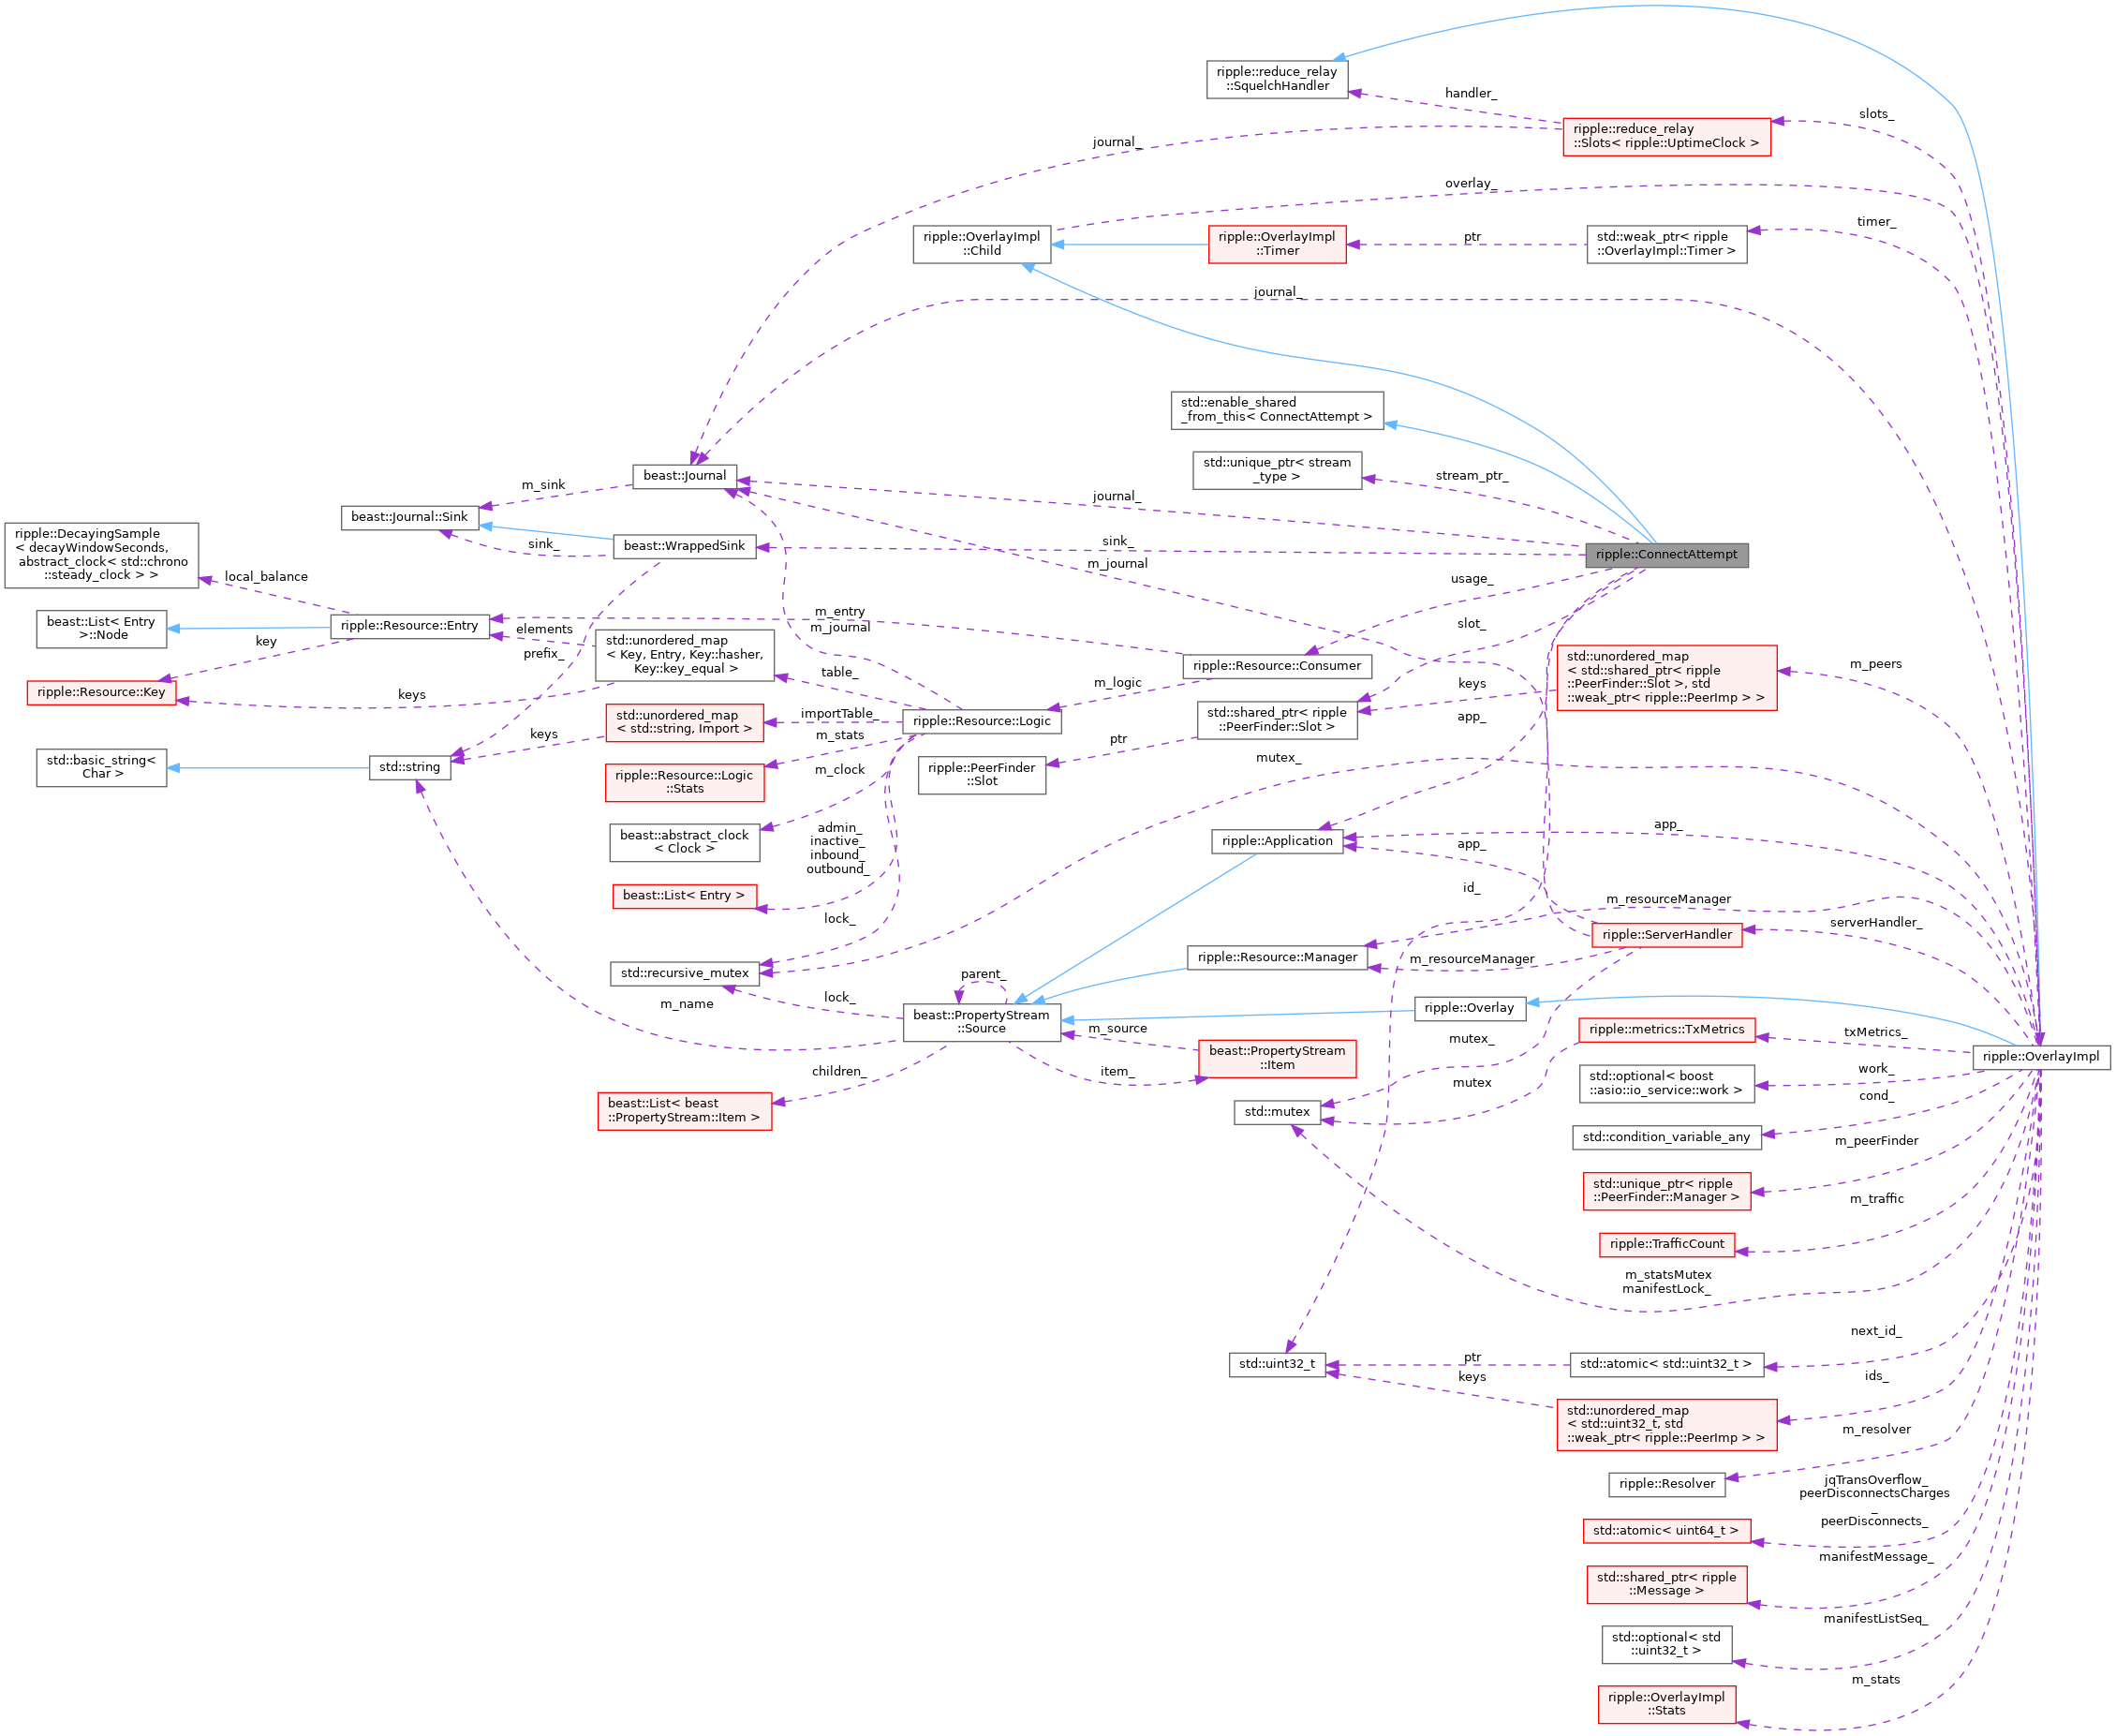 ripple::reduce_relay
::SquelchHandler
handler_
slots_
ripple::reduce_relay
::Slots< ripple::UptimeClock >
journal_
overlay_
timer_
ripple::OverlayImpl
::Child
ripple::OverlayImpl
::Timer
ptr
std::weak_ptr< ripple
::OverlayImpl::Timer >
journal_
std::enable_shared
_from_this< ConnectAttempt >
std::unique_ptr< stream
_type >
stream_ptr_
beast::Journal
m_sink
journal_
beast::Journal::Sink
sink_
beast::WrappedSink
sink_
ripple::ConnectAttempt
ripple::DecayingSample
< decayWindowSeconds,
abstract_clock< std::chrono
::steady_clock > >
local_balance
m_journal
usage_
beast::List< Entry
>::Node
ripple::Resource::Entry
elements
m_entry
m_journal
slot_
key
prefix_
std::unordered_map
< Key, Entry, Key::hasher,
Key::key_equal >
table_
ripple::Resource::Consumer
std::unordered_map
< std::shared_ptr< ripple
::PeerFinder::Slot >, std
::weak_ptr< ripple::PeerImp > >
m_peers
ripple::Resource::Key
keys
m_logic
keys
std::unordered_map
< std::string, Import >
importTable_
ripple::Resource::Logic
std::shared_ptr< ripple
::PeerFinder::Slot >
app_
keys
m_stats
ptr
std::basic_string<
Char >
std::string
ripple::Resource::Logic
::Stats
m_clock
ripple::PeerFinder
::Slot
mutex_
beast::abstract_clock
< Clock >
admin_
inactive_
inbound_
outbound_
ripple::Application
app_
app_
beast::List< Entry >
id_
m_resourceManager
lock_
serverHandler_
ripple::ServerHandler
std::recursive_mutex
parent_
ripple::Resource::Manager
m_resourceManager
m_name
lock_
beast::PropertyStream
::Source
m_source
ripple::Overlay
mutex_
ripple::metrics::TxMetrics
txMetrics_
ripple::OverlayImpl
beast::PropertyStream
::Item
children_
item_
mutex
std::optional< boost
::asio::io_service::work >
work_
cond_
beast::List< beast
::PropertyStream::Item >
std::mutex
std::condition_variable_any
m_peerFinder
std::unique_ptr< ripple
::PeerFinder::Manager >
m_traffic
ripple::TrafficCount
m_statsMutex
manifestLock_
next_id_
std::uint32_t
ptr
std::atomic< std::uint32_t >
keys
ids_
std::unordered_map
< std::uint32_t, std
::weak_ptr< ripple::PeerImp > >
m_resolver
ripple::Resolver
jqTransOverflow_
peerDisconnectsCharges
_
peerDisconnects_
std::atomic< uint64_t >
manifestMessage_
std::shared_ptr< ripple
::Message >
manifestListSeq_
std::optional< std
::uint32_t >
m_stats
ripple::OverlayImpl
::Stats